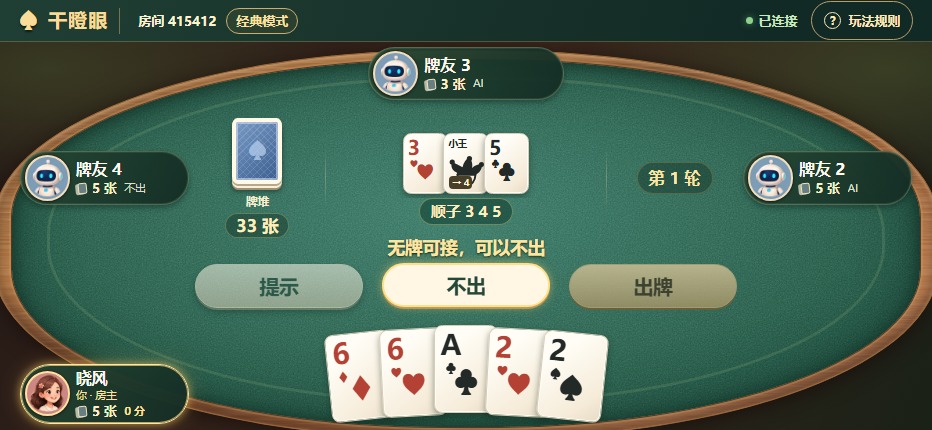 干瞪眼
房间 415412
经典模式
已连接
? 玩法规则
牌友 3
3 张 AI
牌友 4
5 张 不出
牌堆
33 张
3
小王
→ 4
5
顺子 3 4 5
第 1 轮
牌友 2
5 张 AI
无牌可接，可以不出
提示
不出
出牌
6
6
A
2
2
晓风
你 · 房主
5 张 0 分